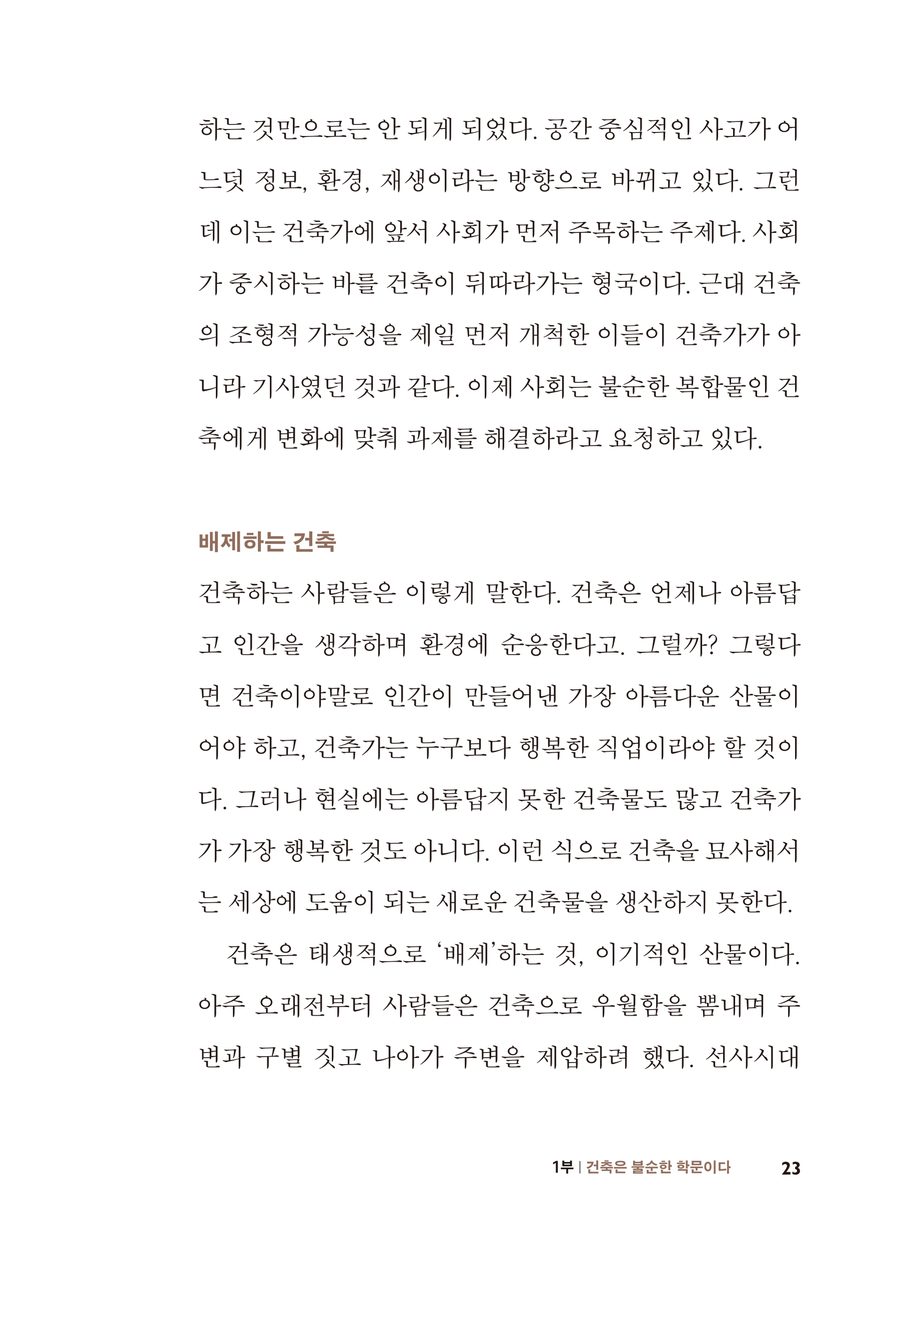 하는 것만으로는 안 되게 되었다. 공간 중심적인 사고가 어
느덧 정보, 환경, 재생이라는 방향으로 바뀌고 있다. 그런
데 이는 건축가에 앞서 사회가 먼저 주목하는 주제다. 사회
가 중시하는 바를 건축이 뒤따라가는 형국이다. 근대 건축
의 조형적 가능성을 제일 먼저 개척한 이들이 건축가가 아
니라 기사였던 것과 같다. 이제 사회는 불순한 복합물인 건
축에게 변화에 맞춰 과제를 해결하라고 요청하고 있다.
배제하는 건축
건축하는 사람들은 이렇게 말한다. 건축은 언제나 아름답
고 인간을 생각하며 환경에 순응한다고. 그럴까? 그렇다
면 건축이야말로 인간이 만들어낸 가장 아름다운 산물이
어야 하고, 건축가는 누구보다 행복한 직업이라야 할 것이
다. 그러나 현실에는 아름답지 못한 건축물도 많고 건축가
가 가장 행복한 것도 아니다. 이런 식으로 건축을 묘사해서
는 세상에 도움이 되는 새로운 건축물을 생산하지 못한다.
건축은 태생적으로 ‘배제’하는 것, 이기적인 산물이다.
아주 오래전부터 사람들은 건축으로 우월함을 뽐내며 주
변과 구별 짓고 나아가 주변을 제압하려 했다. 선사시대
1부 | 건축은 불순한 학문이다 23